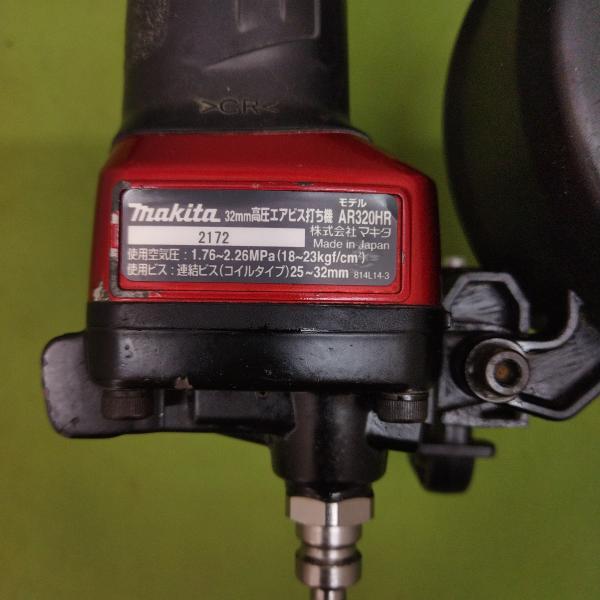 >CR<
makita 32mm高圧エアビス打ち機 モデル AR320HR
2172 株式会社マキタ
Made in Japan
使用空気圧:1.76~2.26MPa(18~23kgf/cm²)
使用ビス:連結ビス(コイルタイプ)25~32mm 814L14-3